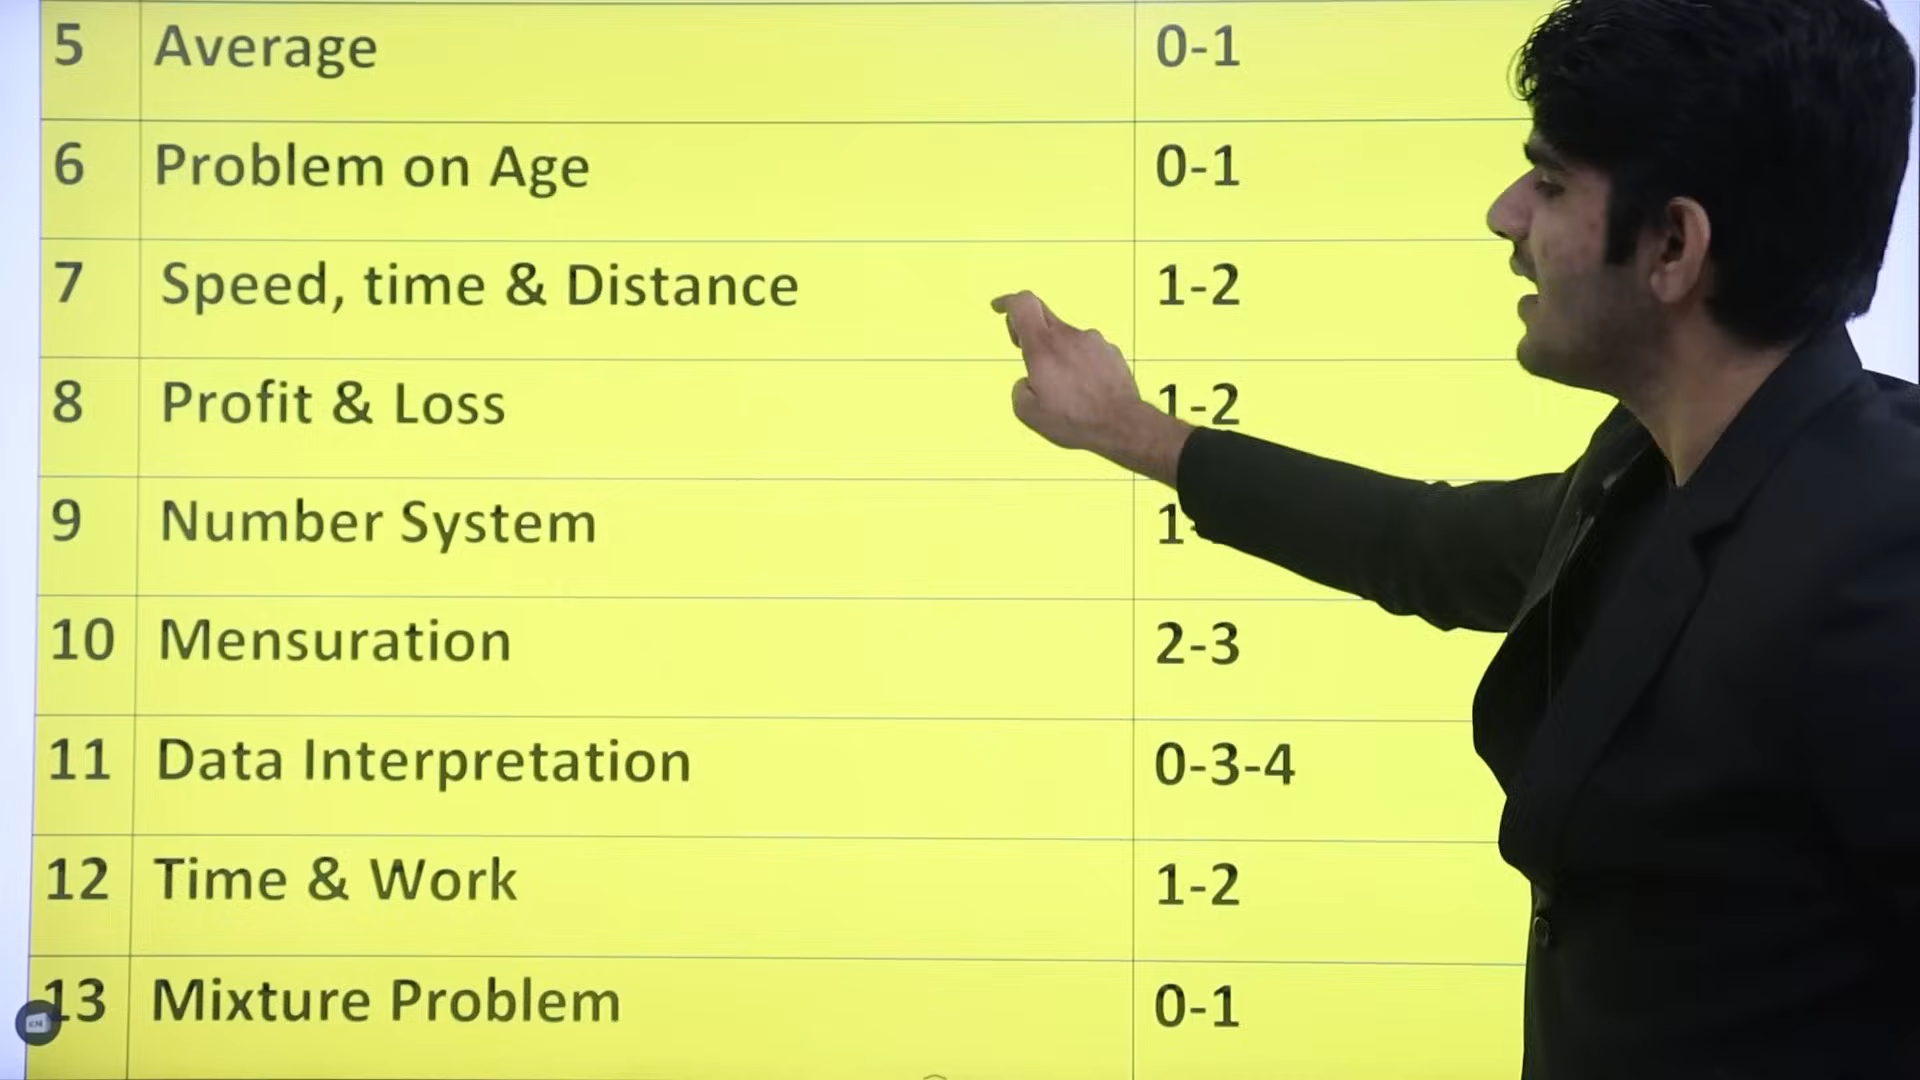 5 Average 0-1
6 Problem on Age 0-1
7 Speed, time & Distance 1-2
8 Profit & Loss 1-2
9 Number System
10 Mensuration 2-3
11 Data Interpretation 0-3-4
12 Time & Work 1-2
13 Mixture Problem 0-1